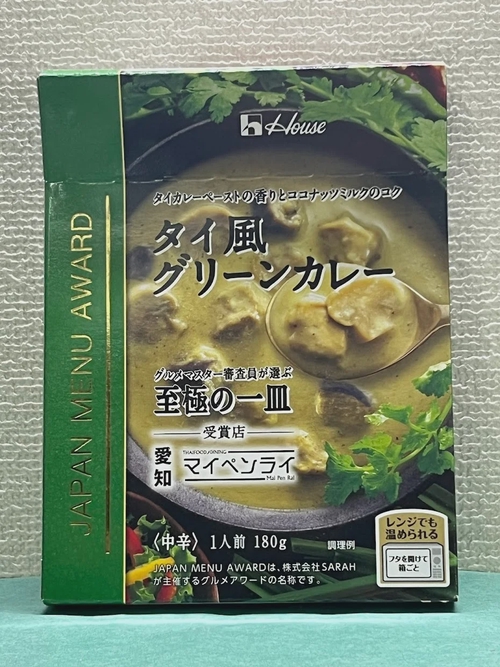 House
JAPAN MENU AWARD
タイカレーペーストの香りとココナッツミルクのコク
タイ風
グリーンカレー
グルメマスター審査員が選ぶ
至極の一皿
受賞店
愛知
THAI FOOD DINING
マイペンライ
Mai Pen Rai
〈中辛〉 1人前 180g
調理例
レンジでも
温められる
フタを開けて
箱ごと
JAPAN MENU AWARDは、株式会社SARAH
が主催するグルメアワードの名称です。